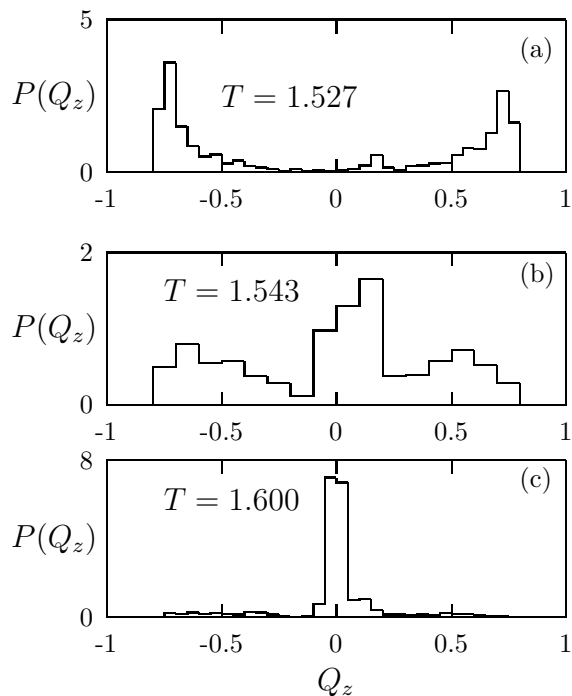 5
(a)
P(Q_z)
T = 1.527
0
-1 -0.5 0 0.5 1
2
(b)
T = 1.543
P(Q_z)
0
-1 -0.5 0 0.5 1
8
(c)
T = 1.600
P(Q_z)
0
-1 -0.5 0 0.5 1
Q_z